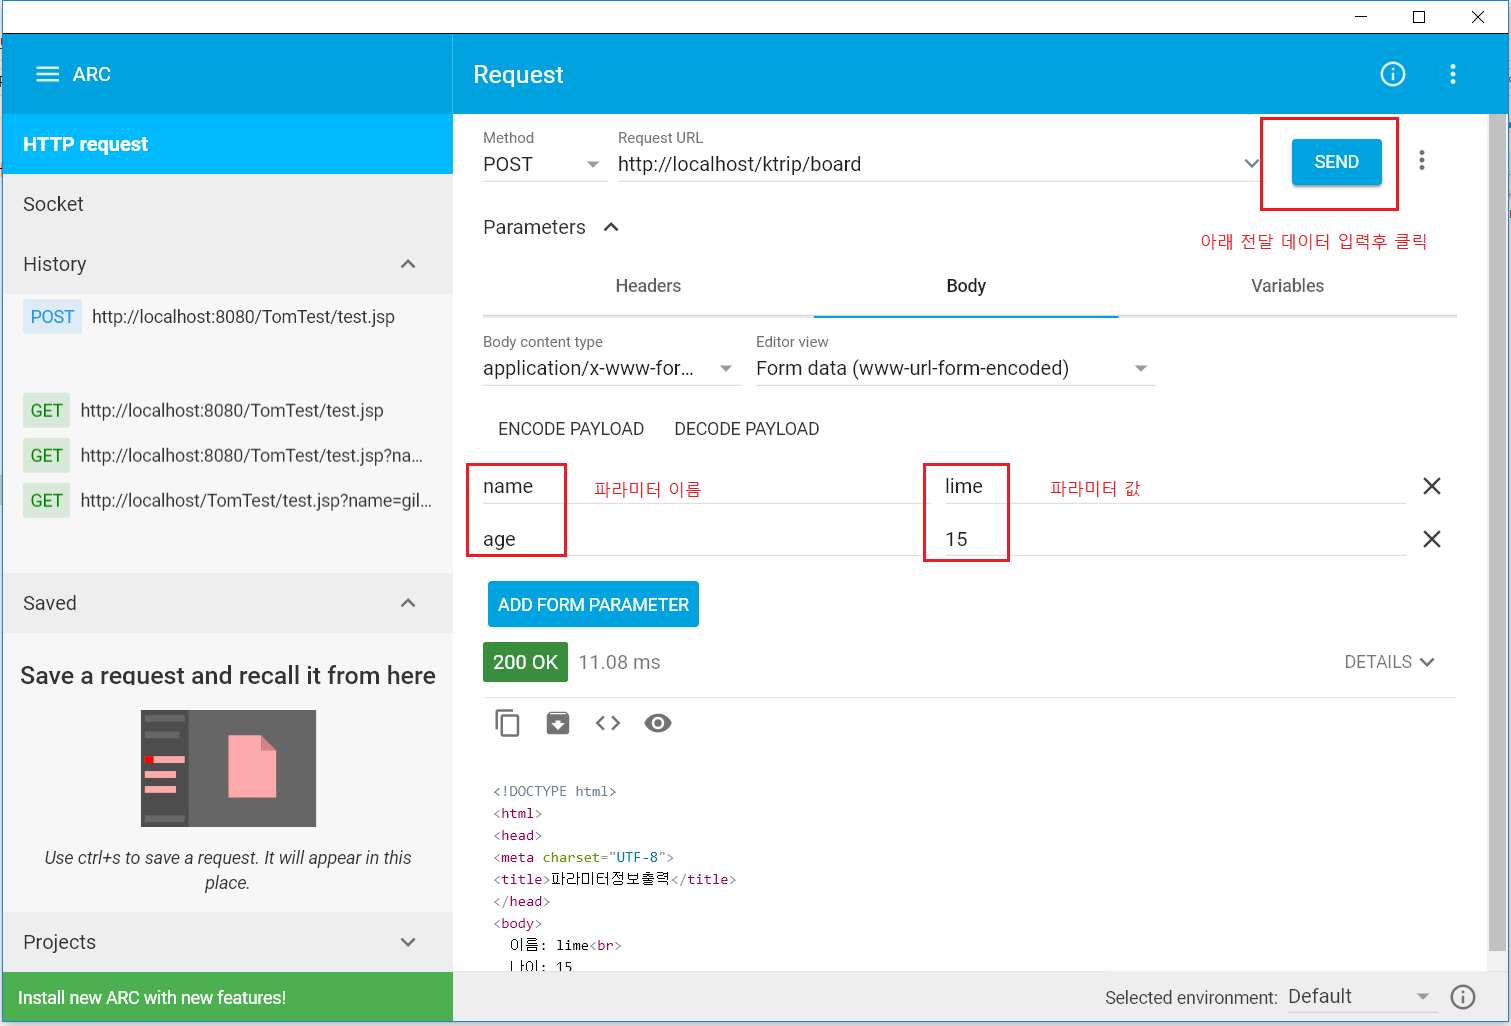 ARC
Request
HTTP request
Socket
History
POST http://localhost:8080/TomTest/test.jsp
GET http://localhost:8080/TomTest/test.jsp
GET http://localhost:8080/TomTest/test.jsp?na...
GET http://localhost/TomTest/test.jsp?name=gil...
Saved
Save a request and recall it from here
Use ctrl+s to save a request. It will appear in this
place.
Projects
Install new ARC with new features!
Method Request URL
POST http://localhost/ktrip/board SEND
Parameters
아래 전달 데이터 입력후 클릭
Headers Body Variables
Body content type Editor view
application/x-www-for... Form data (www-url-form-encoded)
ENCODE PAYLOAD DECODE PAYLOAD
name 파라미터 이름 lime 파라미터 값
age 15
ADD FORM PARAMETER
200 OK 11.08 ms DETAILS
<!DOCTYPE html>
<html>
<head>
<meta charset="UTF-8">
<title>파라미터정보출력</title>
</head>
<body>
이름: lime<br>
나이: 15
Selected environment: Default